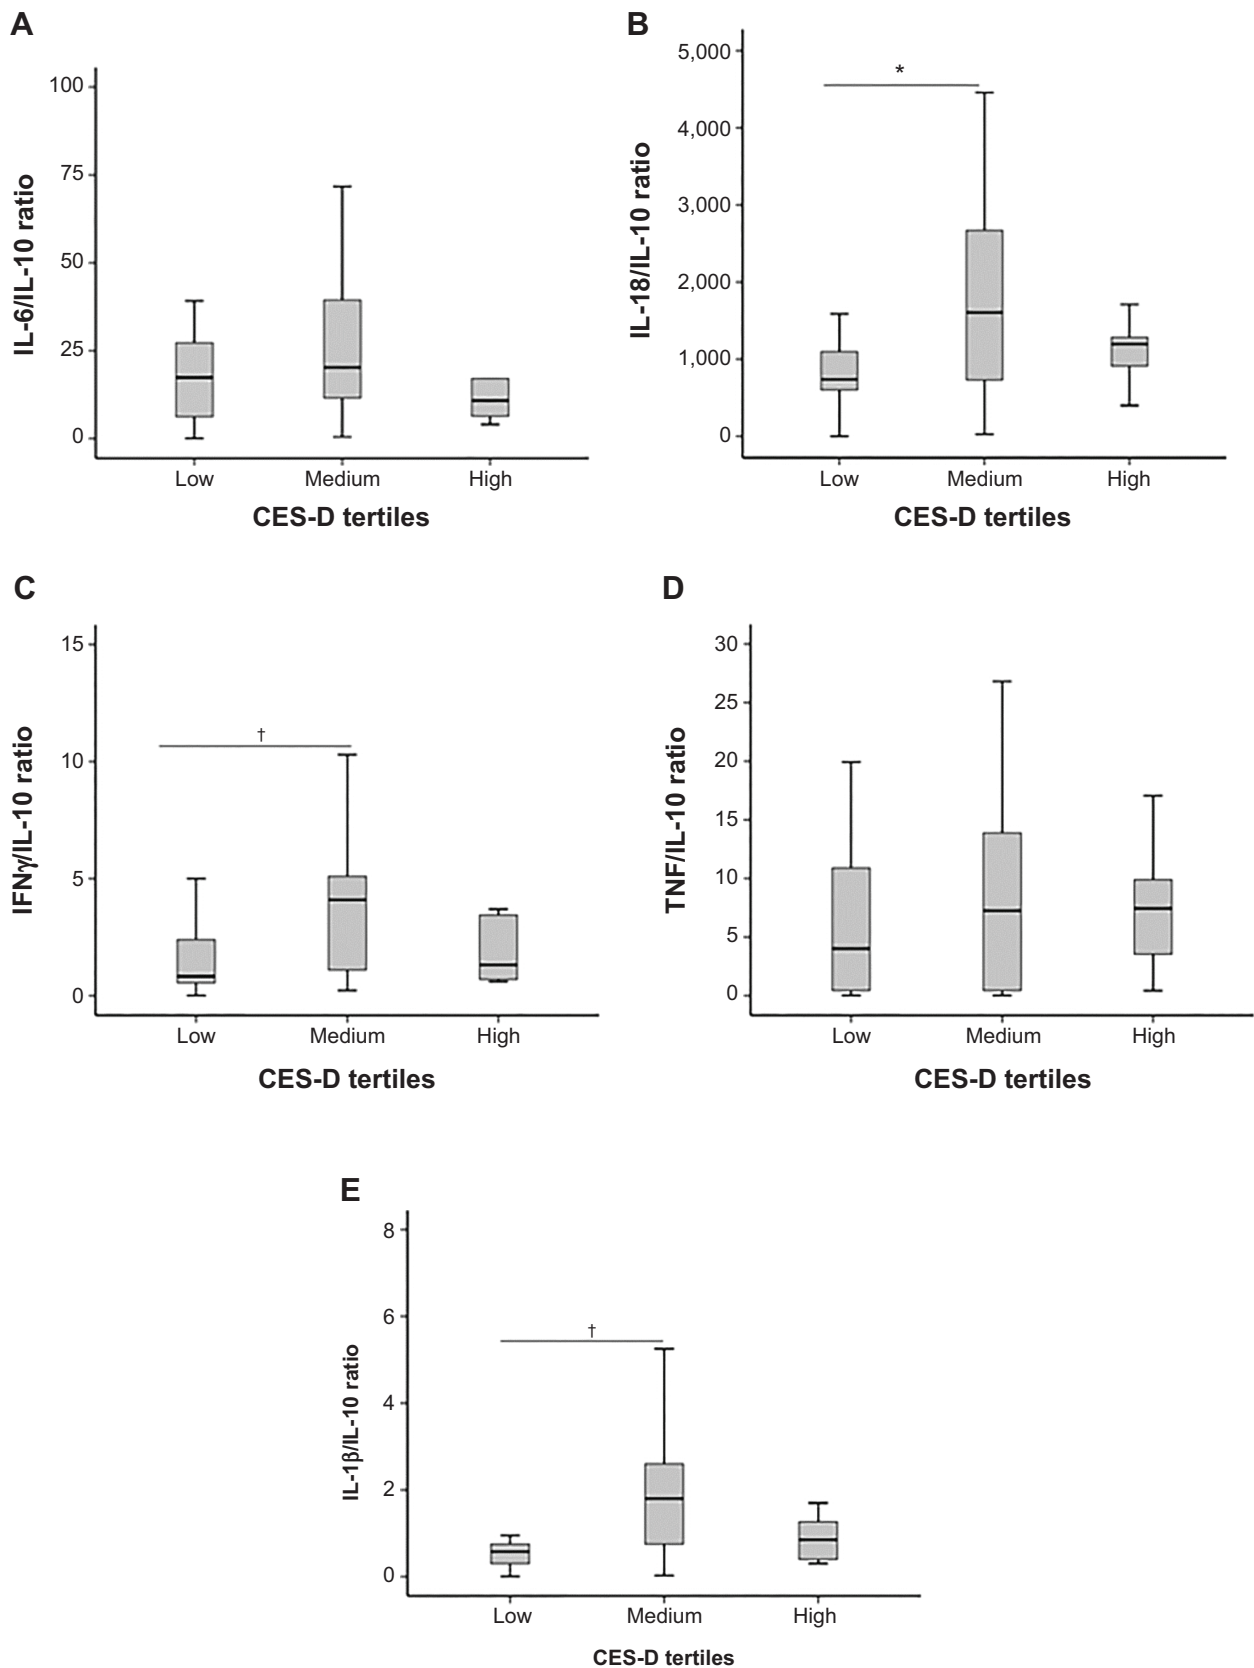 A
IL-6/IL-10 ratio
100
75
50
25
0
Low Medium High
CES-D tertiles
B
IL-18/IL-10 ratio
5,000
4,000
3,000
2,000
1,000
0
*
Low Medium High
CES-D tertiles
C
IFNγ/IL-10 ratio
15
10
5
0
†
Low Medium High
CES-D tertiles
D
TNF/IL-10 ratio
30
25
20
15
10
5
0
Low Medium High
CES-D tertiles
E
IL-1β/IL-10 ratio
8
6
4
2
0
†
Low Medium High
CES-D tertiles